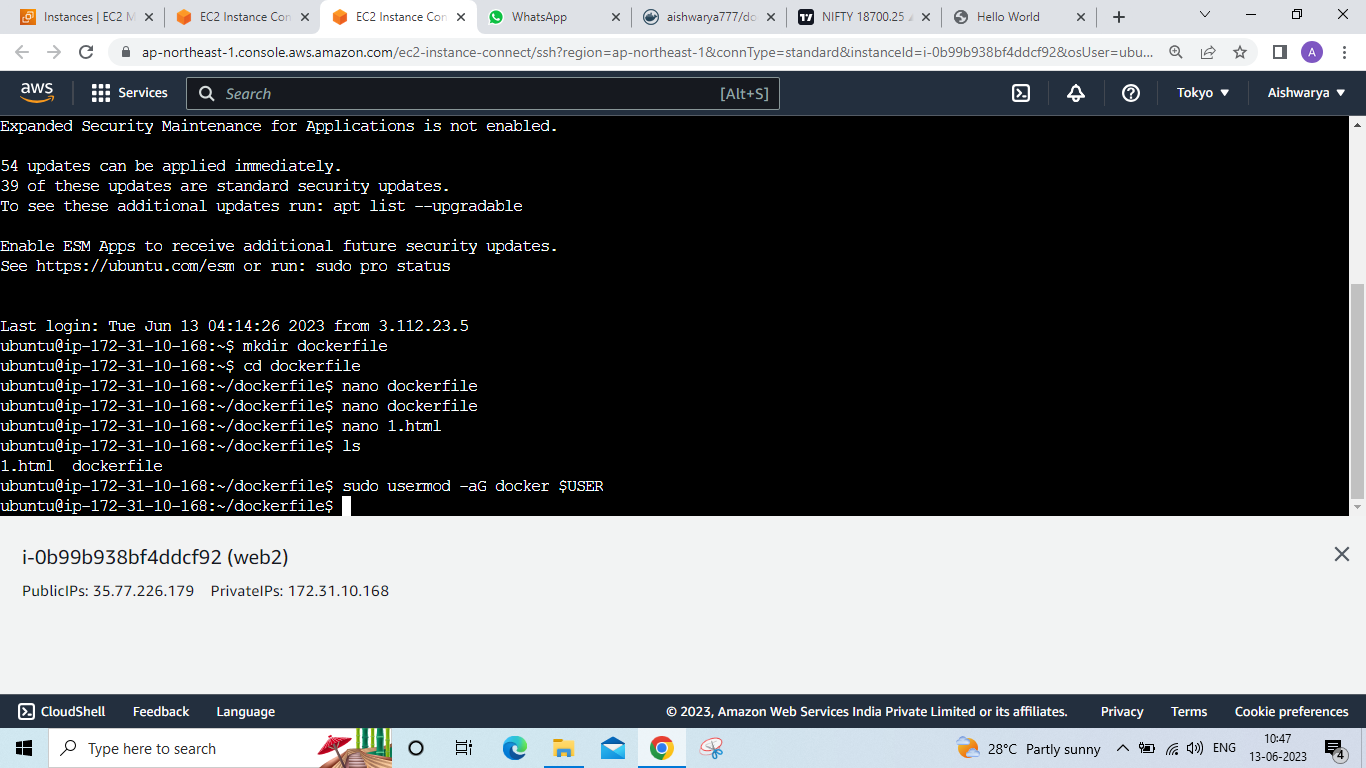 Instances | EC2 M
EC2 Instance Con
EC2 Instance Con
WhatsApp
aishwarya777/do
NIFTY 18700.25
Hello World
ap-northeast-1.console.aws.amazon.com/ec2-instance-connect/ssh?region=ap-northeast-1&connType=standard&instanceId=i-0b99b938bf4ddcf92&osUser=ubu...
A
aws
Services
Search
[Alt+S]
Tokyo
Aishwarya
Expanded Security Maintenance for Applications is not enabled.
54 updates can be applied immediately.
39 of these updates are standard security updates.
To see these additional updates run: apt list --upgradable
Enable ESM Apps to receive additional future security updates.
See https://ubuntu.com/esm or run: sudo pro status
Last login: Tue Jun 13 04:14:26 2023 from 3.112.23.5
ubuntu@ip-172-31-10-168:~$ mkdir dockerfile
ubuntu@ip-172-31-10-168:~$ cd dockerfile
ubuntu@ip-172-31-10-168:~/dockerfile$ nano dockerfile
ubuntu@ip-172-31-10-168:~/dockerfile$ nano dockerfile
ubuntu@ip-172-31-10-168:~/dockerfile$ nano 1.html
ubuntu@ip-172-31-10-168:~/dockerfile$ ls
1.html  dockerfile
ubuntu@ip-172-31-10-168:~/dockerfile$ sudo usermod -aG docker $USER
ubuntu@ip-172-31-10-168:~/dockerfile$
i-0b99b938bf4ddcf92 (web2)
PublicIPs: 35.77.226.179 PrivateIPs: 172.31.10.168
CloudShell
Feedback
Language
© 2023, Amazon Web Services India Private Limited or its affiliates.
Privacy
Terms
Cookie preferences
Type here to search
28°C Partly sunny
ENG
10:47
13-06-2023
4